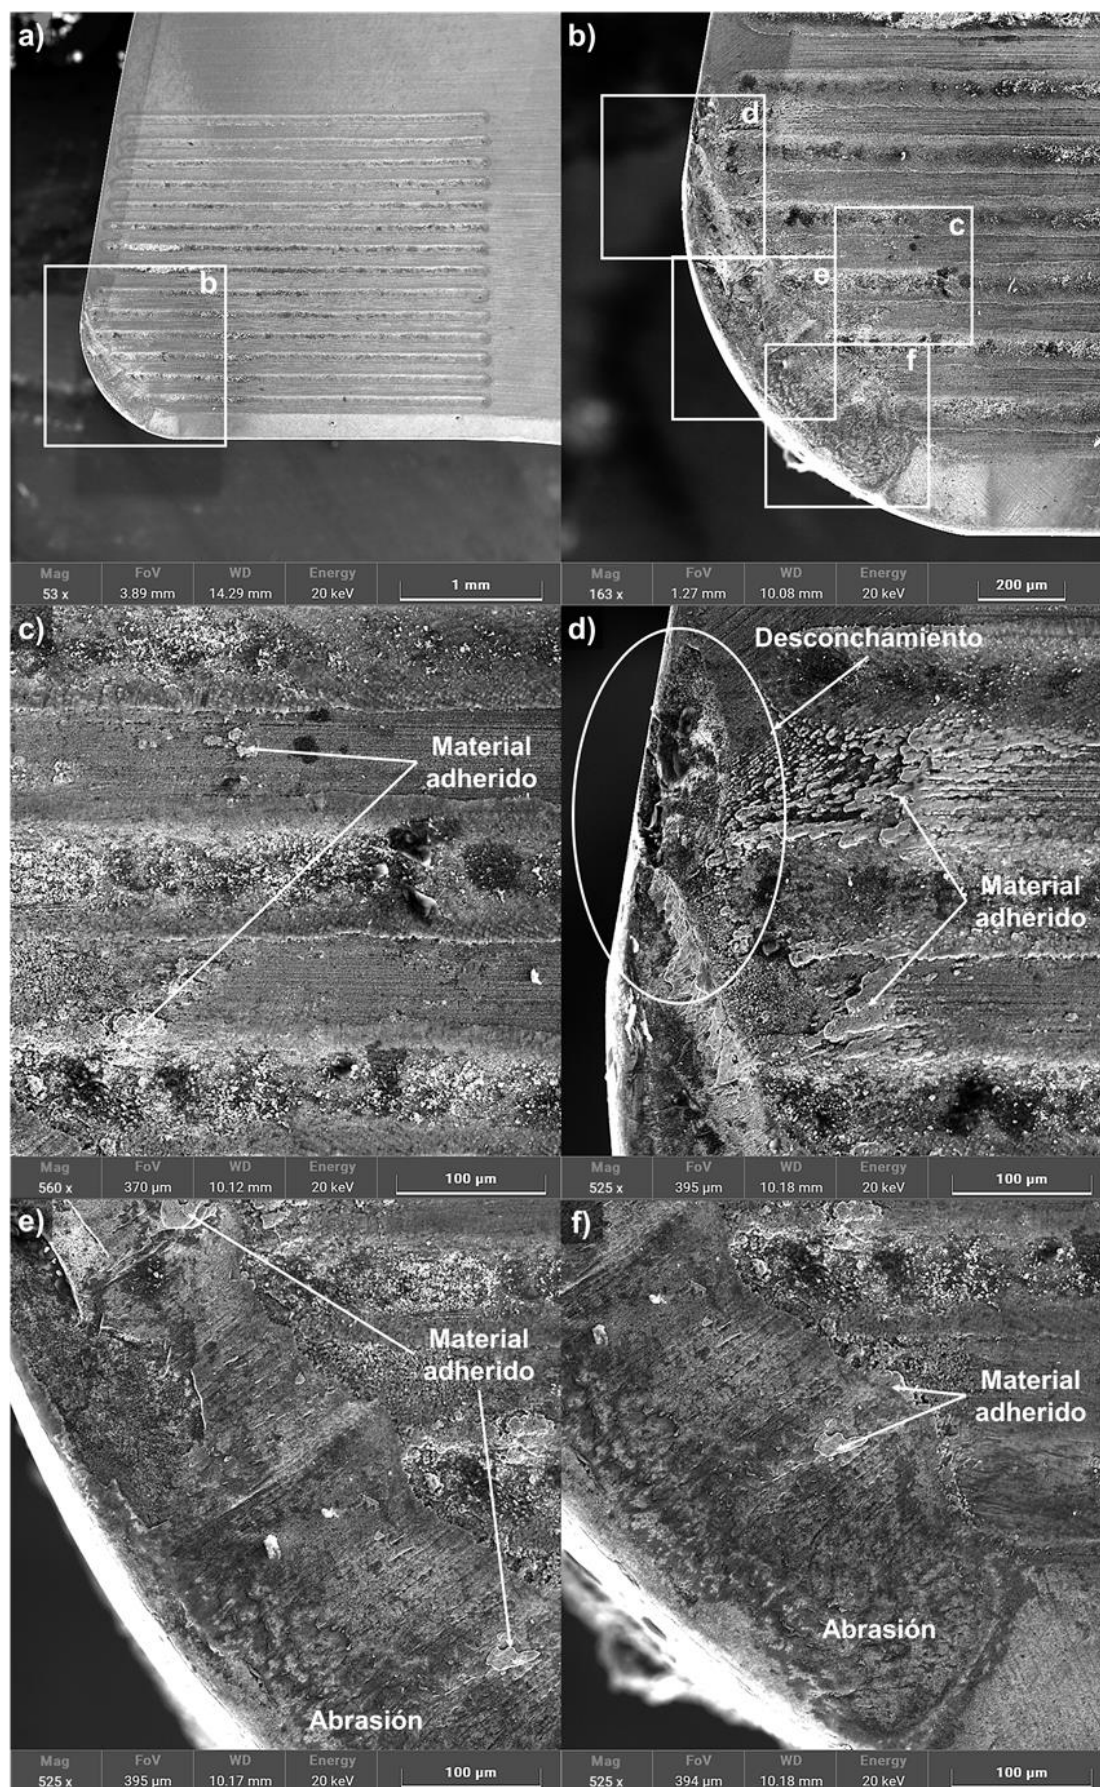 a)
b
Mag FoV WD Energy
53 x 3.89 mm 14.29 mm 20 keV 1 mm
b)
d
c
e
f
Mag FoV WD Energy
163 x 1.27 mm 10.08 mm 20 keV 200 µm
c)
Material
adherido
Mag FoV WD Energy
560 x 370 µm 10.12 mm 20 keV 100 µm
d)
Desconchamiento
Material
adherido
Mag FoV WD Energy
525 x 395 µm 10.18 mm 20 keV 100 µm
e)
Material
adherido
Abrasión
Mag FoV WD Energy
525 x 395 µm 10.17 mm 20 keV 100 µm
f)
Material
adherido
Abrasión
Mag FoV WD Energy
525 x 394 µm 10.18 mm 20 keV 100 µm